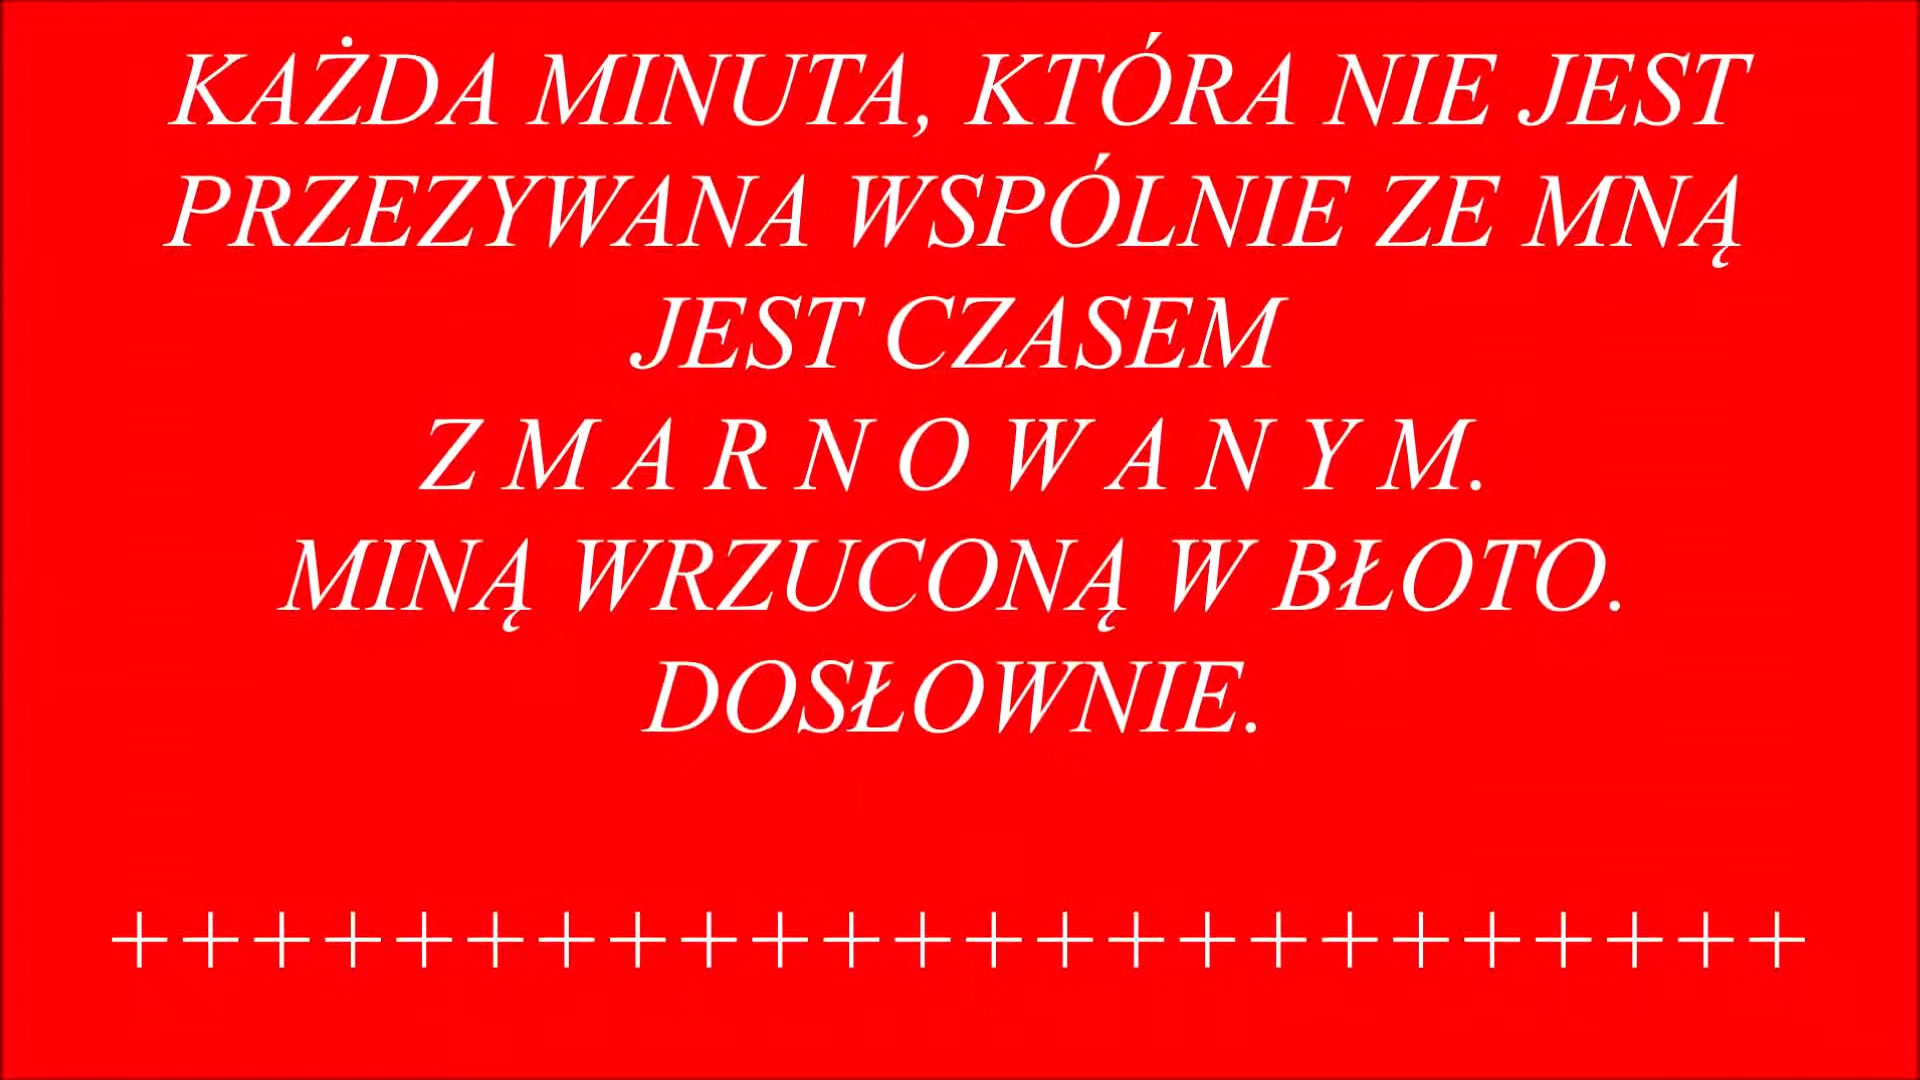 KAŻDA MINUTA, KTÓRA NIE JEST
PRZEZYWANA WSPÓLNIE ZE MNĄ
JEST CZASEM
Z M A R N O W A N Y M.
MINĄ WRZUCONĄ W BŁOTO.
DOSŁOWNIE.
++++++++++++++++++++++++